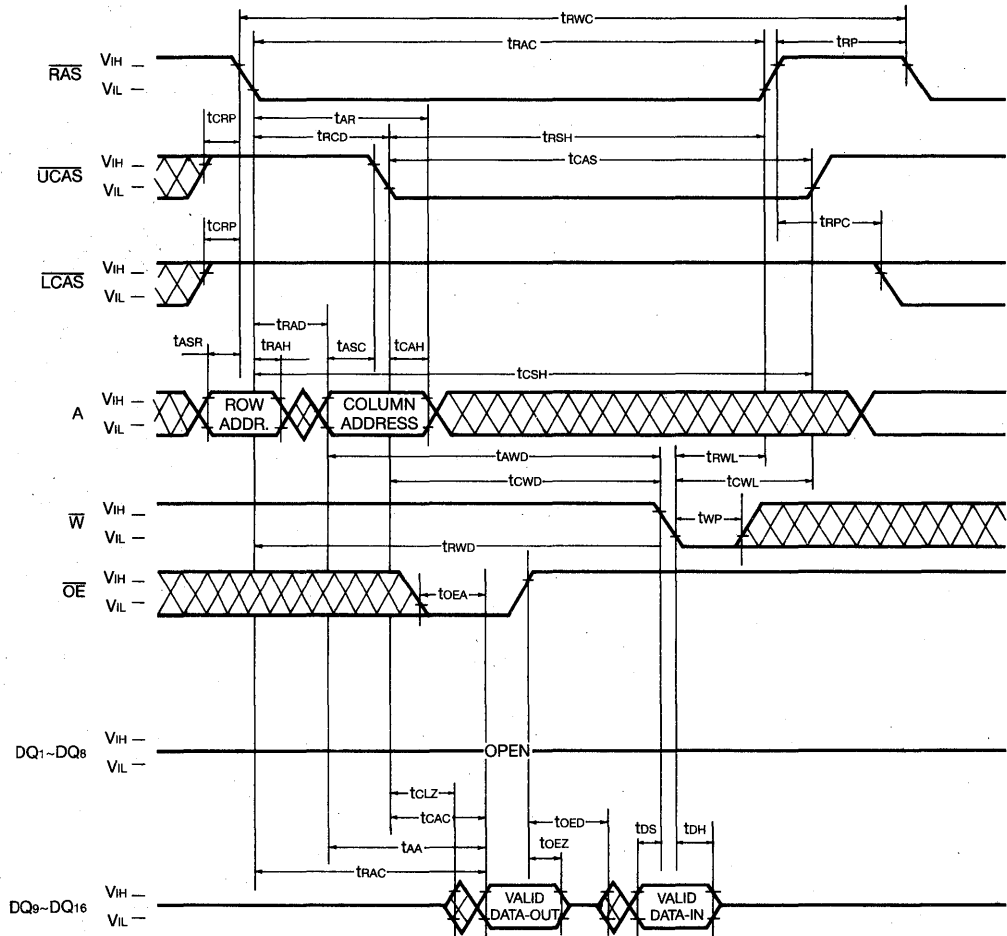 tRWC
tRAC
tRP
RAS
VIH
VIL
tCRP
tAR
tRCD
tRSH
tCAS
UCAS
VIH
VIL
tCRP
tRPC
LCAS
VIH
VIL
tRAD
tASR
tRAH
tASC
tCAH
tCSH
A
VIH
VIL
ROW
ADDR.
COLUMN
ADDRESS
tAWD
tRWL
tCWD
tCWL
W
VIH
VIL
tWP
tRWD
OE
VIH
VIL
tOEA
DQ1~DQ8
VIH
VIL
OPEN
tCLZ
tCAC
tOED
tDS
tDH
tAA
tOEZ
tRAC
DQ9~DQ16
VIH
VIL
VALID
DATA-OUT
VALID
DATA-IN